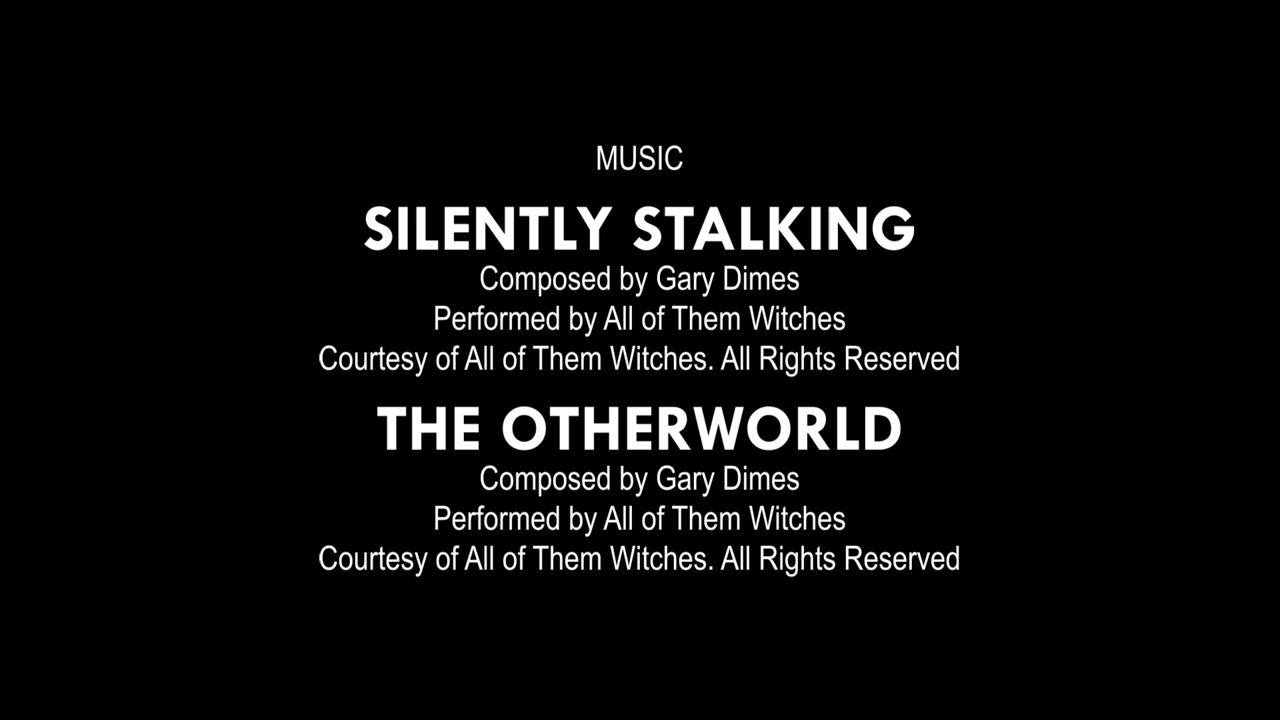 MUSIC
SILENTLY STALKING
Composed by Gary Dimes
Performed by All of Them Witches
Courtesy of All of Them Witches. All Rights Reserved
THE OTHERWORLD
Composed by Gary Dimes
Performed by All of Them Witches
Courtesy of All of Them Witches. All Rights Reserved